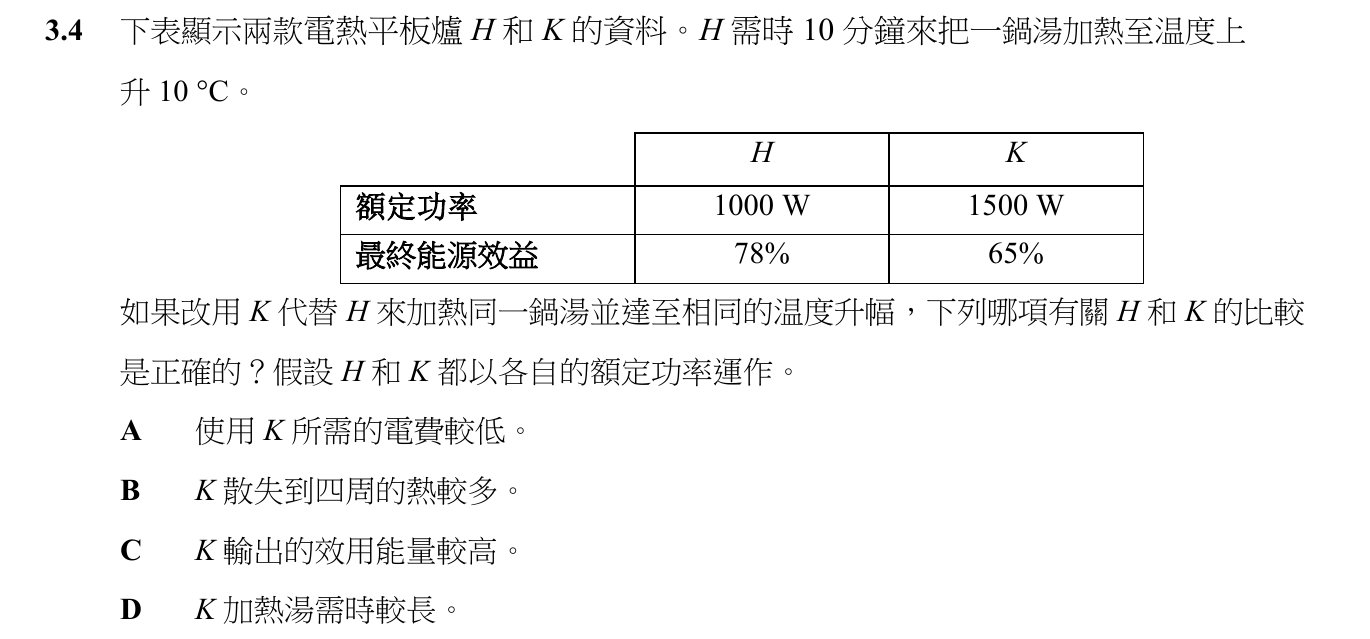 3.4 下表顯示兩款電熱平板爐 H 和 K 的資料。H 需時 10 分鐘來把一鍋湯加熱至温度上
升 10 °C。
H K
額定功率 1000 W 1500 W
最終能源效益 78% 65%
如果改用 K 代替 H 來加熱同一鍋湯並達至相同的温度升幅，下列哪項有關 H 和 K 的比較
是正確的？假設 H 和 K 都以各自的額定功率運作。
A 使用 K 所需的電費較低。
B K 散失到四周的熱較多。
C K 輸出的效用能量較高。
D K 加熱湯需時較長。